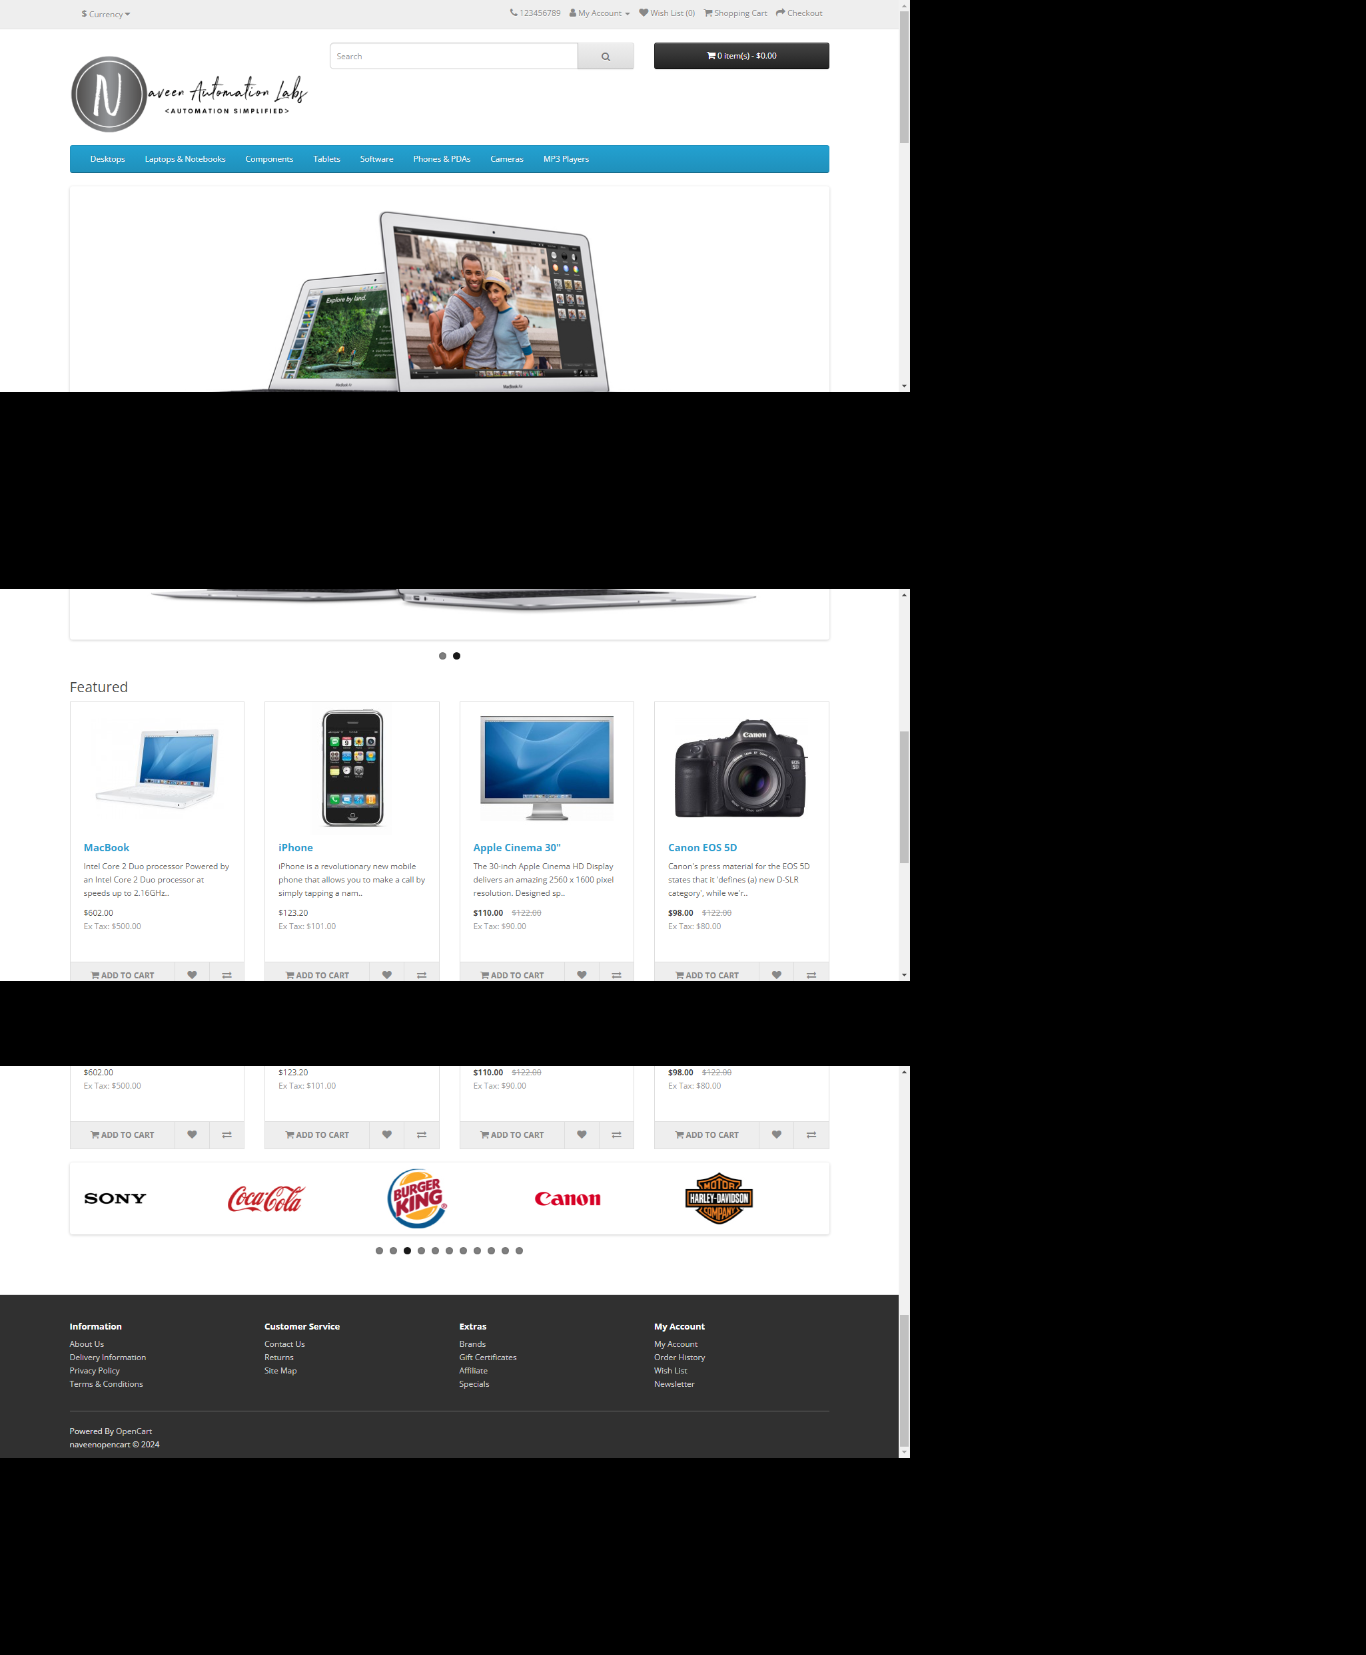 $ Currency
123456789 My Account Wish List (0) Shopping Cart Checkout
Search
0 item(s) - $0.00
N
aveen Automation Labs
<AUTOMATION SIMPLIFIED>
Desktops Laptops & Notebooks Components Tablets Software Phones & PDAs Cameras MP3 Players
Explore by land.
MacBook Air
MacBook Air
Featured
Canon
EOS
5D
MacBook
Intel Core 2 Duo processor Powered by
an Intel Core 2 Duo processor at
speeds up to 2.16GHz..
$602.00
Ex Tax: $500.00
ADD TO CART
iPhone
iPhone is a revolutionary new mobile
phone that allows you to make a call by
simply tapping a nam..
$123.20
Ex Tax: $101.00
ADD TO CART
Apple Cinema 30"
The 30-inch Apple Cinema HD Display
delivers an amazing 2560 x 1600 pixel
resolution. Designed sp..
$110.00 $122.00
Ex Tax: $90.00
ADD TO CART
Canon EOS 5D
Canon's press material for the EOS 5D
states that it 'defines (a) new D-SLR
category', while we'r..
$98.00 $122.00
Ex Tax: $80.00
ADD TO CART
$602.00
Ex Tax: $500.00
ADD TO CART
$123.20
Ex Tax: $101.00
ADD TO CART
$110.00 $122.00
Ex Tax: $90.00
ADD TO CART
$98.00 $122.00
Ex Tax: $80.00
ADD TO CART
SONY
Coca-Cola
BURGER
KING
Canon
MOTOR
HARLEY-DAVIDSON
COMPANY
Information
About Us
Delivery Information
Privacy Policy
Terms & Conditions
Customer Service
Contact Us
Returns
Site Map
Extras
Brands
Gift Certificates
Affiliate
Specials
My Account
My Account
Order History
Wish List
Newsletter
Powered By OpenCart
naveenopencart © 2024